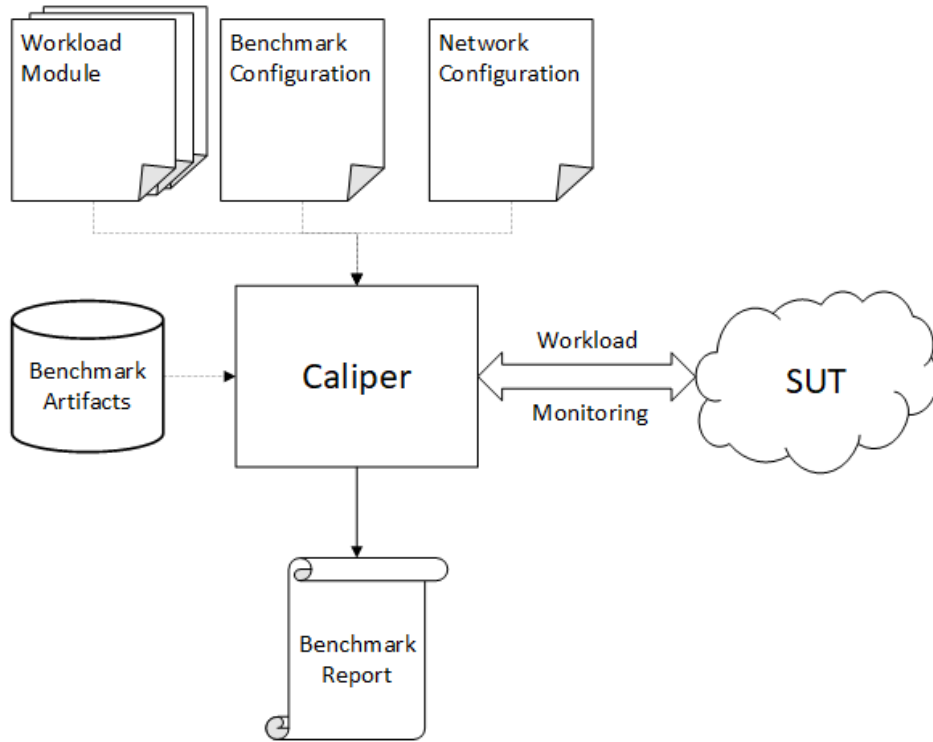 Workload
Module
Benchmark
Configuration
Network
Configuration
Benchmark
Artifacts
Caliper
Workload
Monitoring
SUT
Benchmark
Report